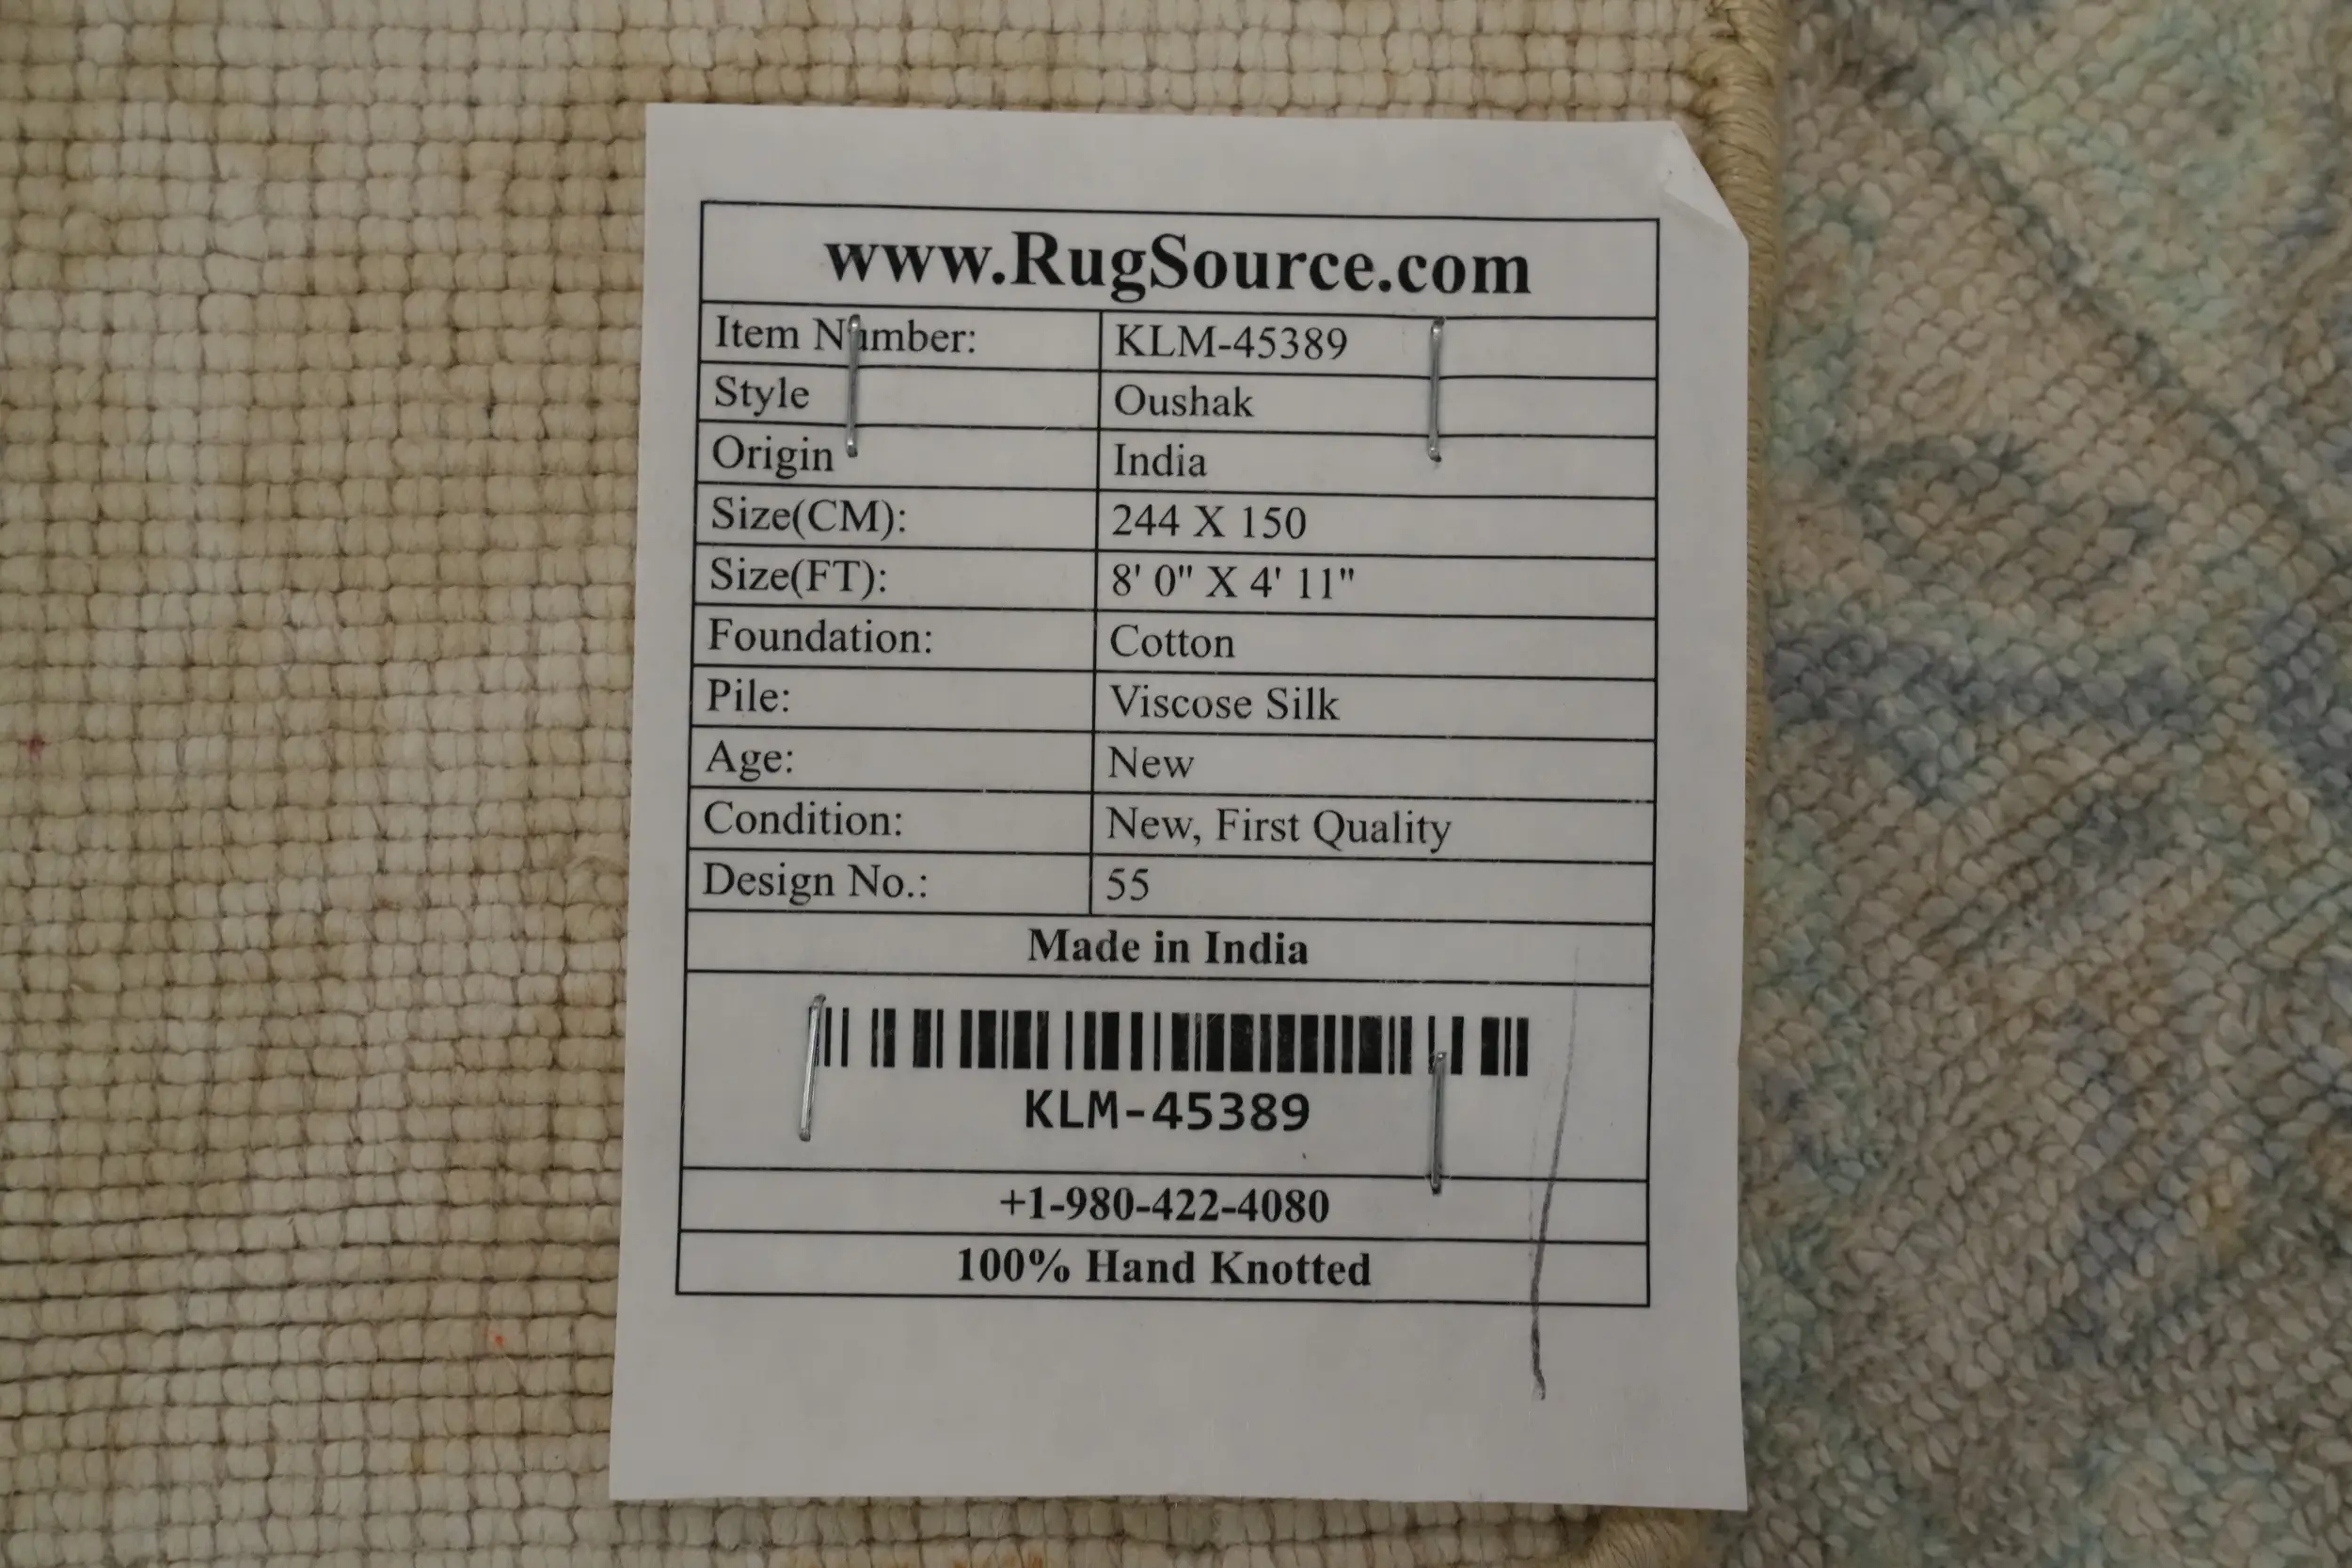 www.RugSource.com
Item Number: KLM-45389
Style Oushak
Origin India
Size(CM): 244 X 150
Size(FT): 8' 0" X 4' 11"
Foundation: Cotton
Pile: Viscose Silk
Age: New
Condition: New, First Quality
Design No.: 55
Made in India
KLM-45389
+1-980-422-4080
100% Hand Knotted